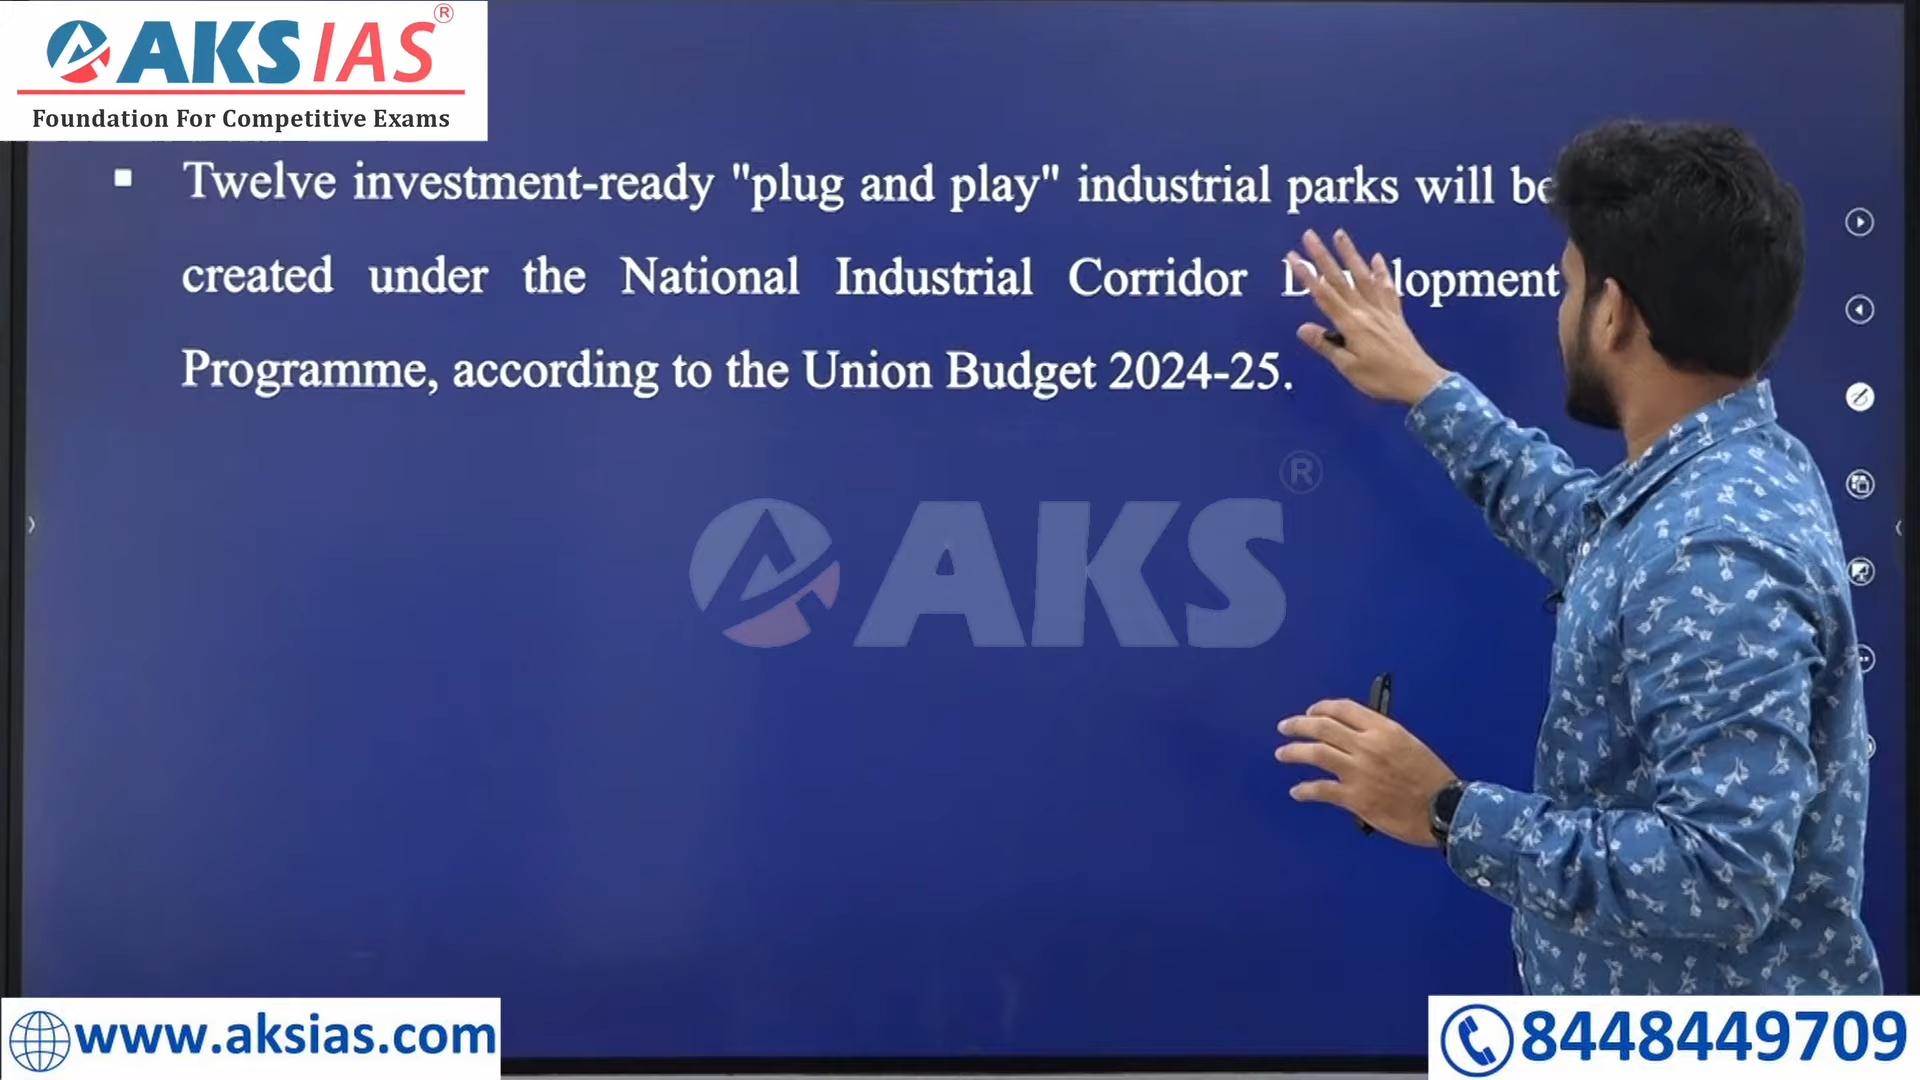 AKS IAS ®
Foundation For Competitive Exams
▪ Twelve investment-ready "plug and play" industrial parks will be
created under the National Industrial Corridor
Programme, according to the Union Budget 2024-25.
AKS ®
www.aksias.com
8448449709